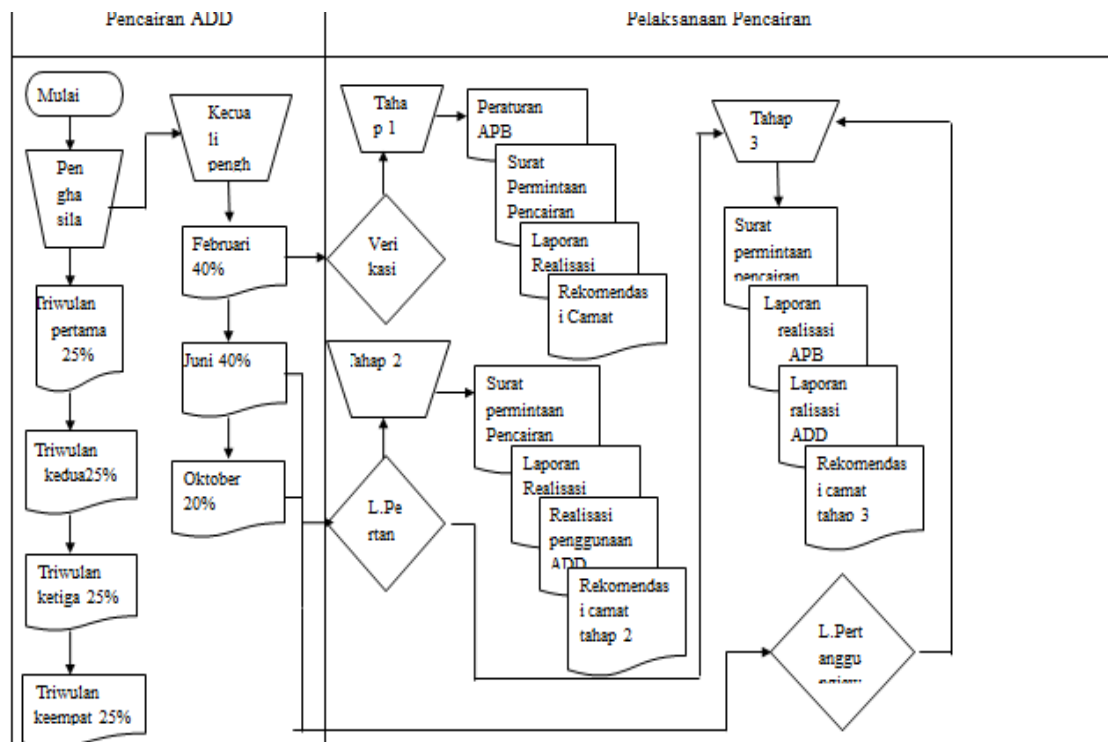 Pencairan ADD
Pelaksanaan Pencairan
Mulai
Pen
gha
sila
Triwulan
pertama
25%
Triwulan
kedua25%
Triwulan
ketiga 25%
Triwulan
keempat 25%
Kecua
li
pengh
Februari
40%
Juni 40%
Oktober
20%
Taha
p 1
Veri
kasi
Peraturan
APB
Surat
Permintaan
Pencairan
Laporan
Realisasi
Rekomendas
i Camat
Tahap 2
L.Pe
rtan
Surat
permintaan
Pencairan
Laporan
Realisasi
Realisasi
penggunaan
ADD
Rekomendas
i camat
tahap 2
Tahap
3
Surat
permintaan
pencairan
Laporan
realisasi
APB
Laporan
ralisasi
ADD
Rekomendas
i camat
tahap 3
L.Pert
anggu